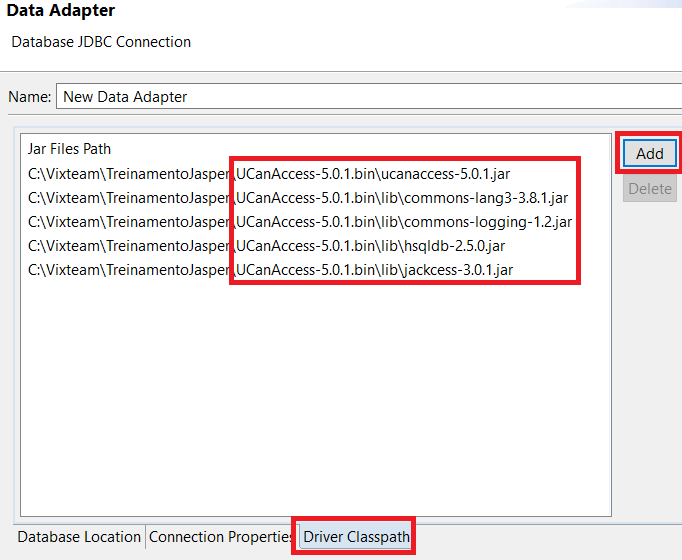 Data Adapter
Database JDBC Connection
Name: New Data Adapter
Jar Files Path
C:\Vixteam\TreinamentoJasper\UCanAccess-5.0.1.bin\ucanaccess-5.0.1.jar
C:\Vixteam\TreinamentoJasper\UCanAccess-5.0.1.bin\lib\commons-lang3-3.8.1.jar
C:\Vixteam\TreinamentoJasper\UCanAccess-5.0.1.bin\lib\commons-logging-1.2.jar
C:\Vixteam\TreinamentoJasper\UCanAccess-5.0.1.bin\lib\hsqldb-2.5.0.jar
C:\Vixteam\TreinamentoJasper\UCanAccess-5.0.1.bin\lib\jackcess-3.0.1.jar
Add
Delete
Database Location Connection Properties Driver Classpath